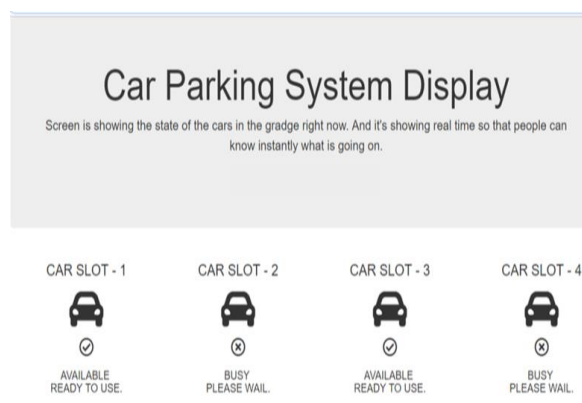 Car Parking System Display
Screen is showing the state of the cars in the gradge right now. And it's showing real time so that people can
know instantly what is going on.
CAR SLOT - 1
CAR SLOT - 2
CAR SLOT - 3
CAR SLOT - 4
AVAILABLE
READY TO USE.
BUSY
PLEASE WAIL.
AVAILABLE
READY TO USE.
BUSY
PLEASE WAIL.